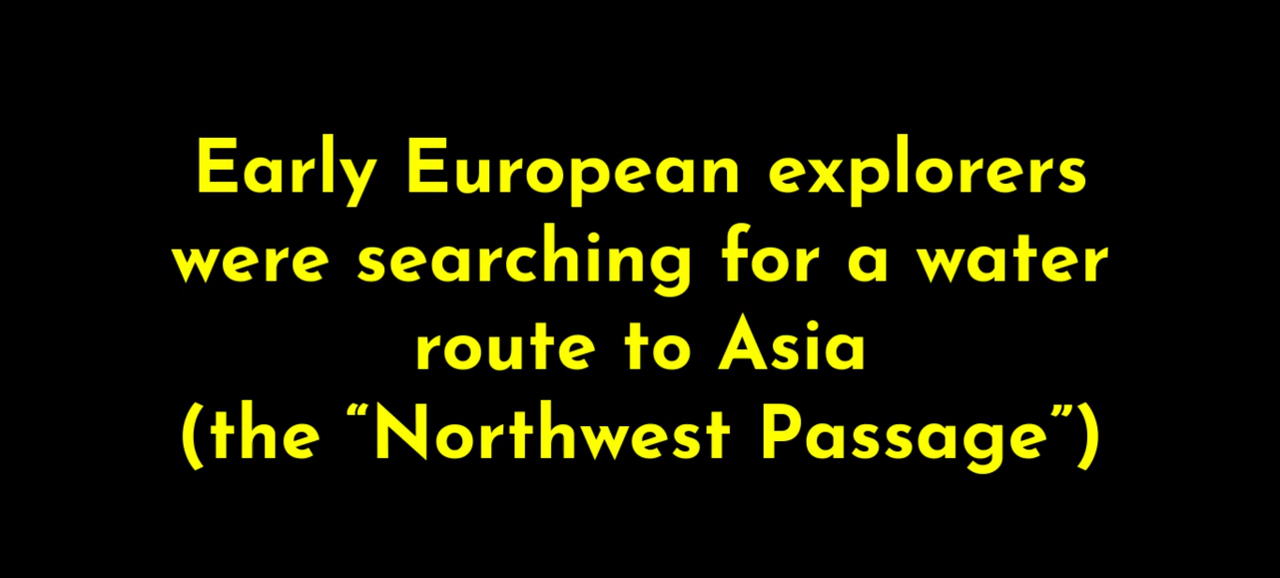 Early European explorers
were searching for a water
route to Asia
(the “Northwest Passage”)